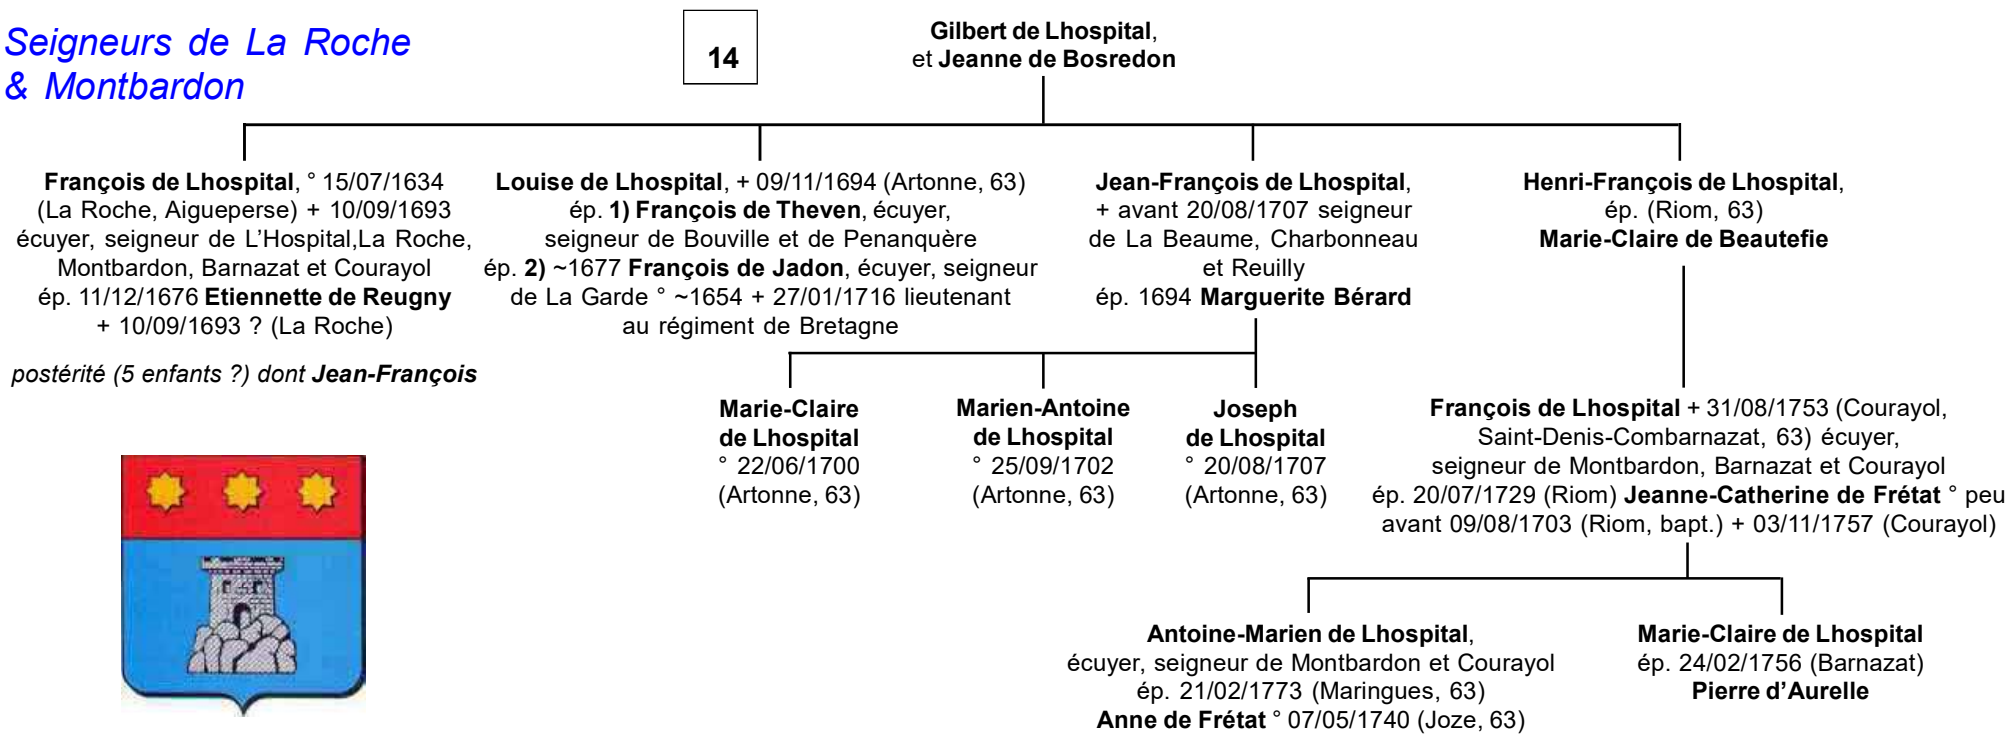 Seigneurs de La Roche
& Montbardon
14
Gilbert de Lhospital,
et Jeanne de Bosredon
François de Lhospital, ° 15/07/1634
(La Roche, Aigueperse) + 10/09/1693
écuyer, seigneur de L'Hospital,La Roche,
Montbardon, Barnazat et Courayol
ép. 11/12/1676 Etiennette de Reugny
+ 10/09/1693 ? (La Roche)
postérité (5 enfants ?) dont Jean-François
Louise de Lhospital, + 09/11/1694 (Artonne, 63)
ép. 1) François de Theven, écuyer,
seigneur de Bouville et de Penanquère
ép. 2) ~1677 François de Jadon, écuyer, seigneur
de La Garde ° ~1654 + 27/01/1716 lieutenant
au régiment de Bretagne
Jean-François de Lhospital,
+ avant 20/08/1707 seigneur
de La Beaume, Charbonneau
et Reuilly
ép. 1694 Marguerite Bérard
Henri-François de Lhospital,
ép. (Riom, 63)
Marie-Claire de Beautefie
Marie-Claire
de Lhospital
° 22/06/1700
(Artonne, 63)
Marien-Antoine
de Lhospital
° 25/09/1702
(Artonne, 63)
Joseph
de Lhospital
° 20/08/1707
(Artonne, 63)
François de Lhospital + 31/08/1753 (Courayol,
Saint-Denis-Combarnazat, 63) écuyer,
seigneur de Montbardon, Barnazat et Courayol
ép. 20/07/1729 (Riom) Jeanne-Catherine de Frétat ° peu
avant 09/08/1703 (Riom, bapt.) + 03/11/1757 (Courayol)
Antoine-Marien de Lhospital,
écuyer, seigneur de Montbardon et Courayol
ép. 21/02/1773 (Maringues, 63)
Anne de Frétat ° 07/05/1740 (Joze, 63)
Marie-Claire de Lhospital
ép. 24/02/1756 (Barnazat)
Pierre d'Aurelle